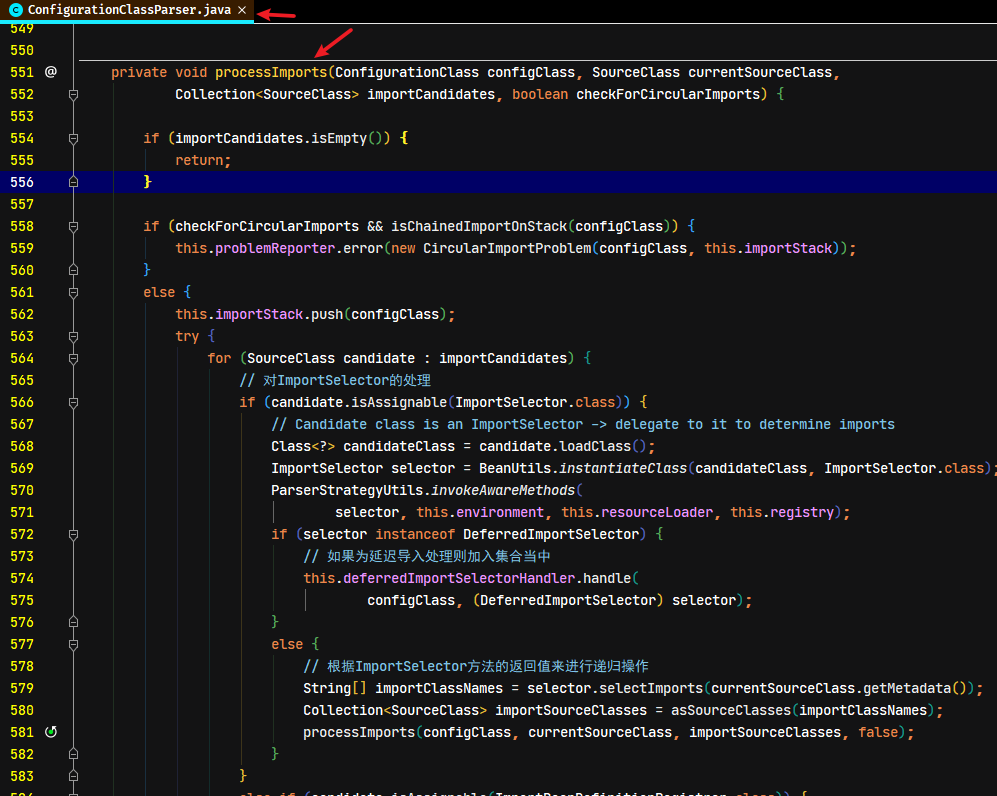 ConfigurationClassParser.java ×
549
550
551 @ private void processImports(ConfigurationClass configClass, SourceClass currentSourceClass,
552 Collection<SourceClass> importCandidates, boolean checkForCircularImports) {
553
554 if (importCandidates.isEmpty()) {
555 return;
556 }
557
558 if (checkForCircularImports && isChainedImportOnStack(configClass)) {
559 this.problemReporter.error(new CircularImportProblem(configClass, this.importStack));
560 }
561 else {
562 this.importStack.push(configClass);
563 try {
564 for (SourceClass candidate : importCandidates) {
565 // 对ImportSelector的处理
566 if (candidate.isAssignable(ImportSelector.class)) {
567 // Candidate class is an ImportSelector -> delegate to it to determine imports
568 Class<?> candidateClass = candidate.loadClass();
569 ImportSelector selector = BeanUtils.instantiateClass(candidateClass, ImportSelector.class);
570 ParserStrategyUtils.invokeAwareMethods(
571 selector, this.environment, this.resourceLoader, this.registry);
572 if (selector instanceof DeferredImportSelector) {
573 // 如果为延迟导入处理则加入集合当中
574 this.deferredImportSelectorHandler.handle(
575 configClass, (DeferredImportSelector) selector);
576 }
577 else {
578 // 根据ImportSelector方法的返回值来进行递归操作
579 String[] importClassNames = selector.selectImports(currentSourceClass.getMetadata());
580 Collection<SourceClass> importSourceClasses = asSourceClasses(importClassNames);
581 processImports(configClass, currentSourceClass, importSourceClasses, false);
582 }
583 }
584 else if (candidate.isAssignable(ImportBeanDefinitionRegistrar.class)) {